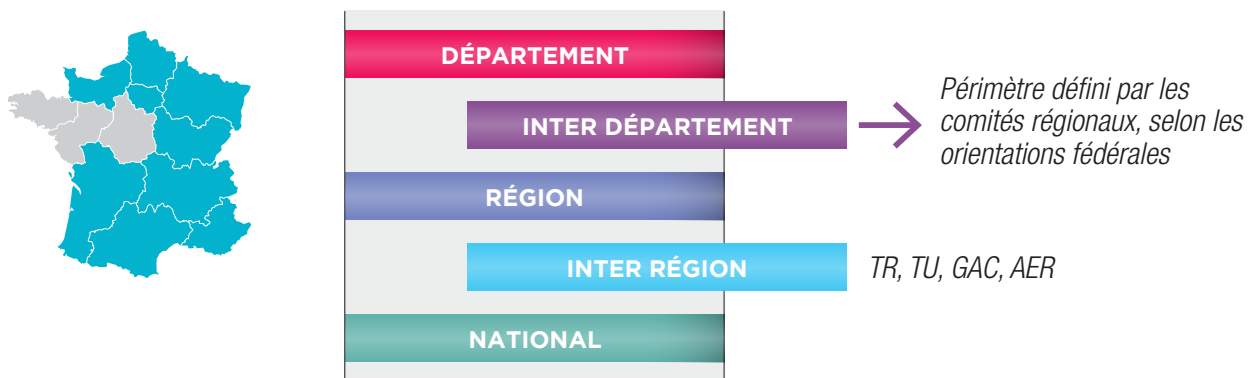 DÉPARTEMENT
INTER DÉPARTEMENT
Périmètre défini par les
comités régionaux, selon les
orientations fédérales
RÉGION
INTER RÉGION
TR, TU, GAC, AER
NATIONAL